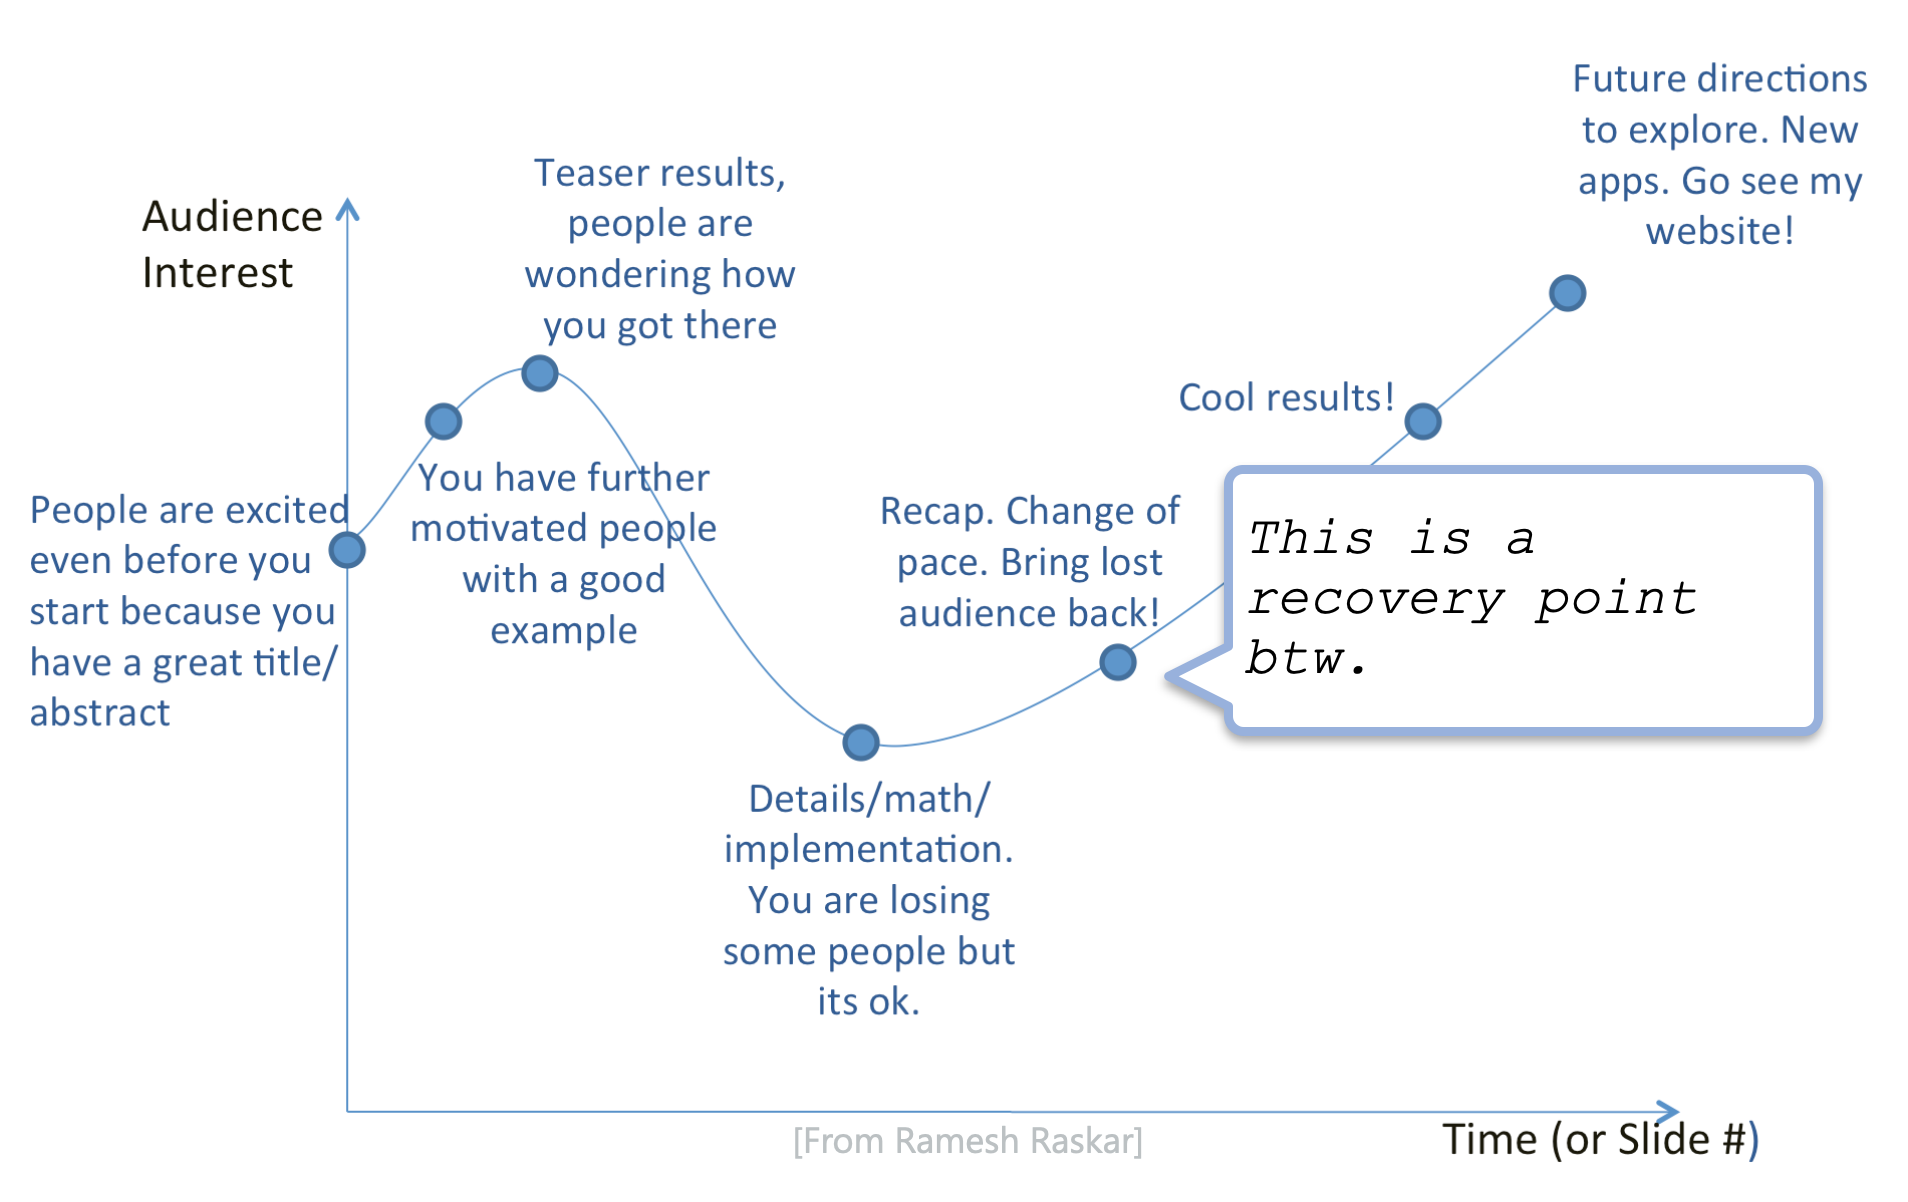 Future directions
to explore. New
apps. Go see my
website!
Teaser results,
people are
wondering how
you got there
Audience
Interest
Cool results!
You have further
motivated people
with a good
example
People are excited
even before you
start because you
have a great title/
abstract
Recap. Change of
pace. Bring lost
audience back!
This is a
recovery point
btw.
Details/math/
implementation.
You are losing
some people but
its ok.
[From Ramesh Raskar]
Time (or Slide #)